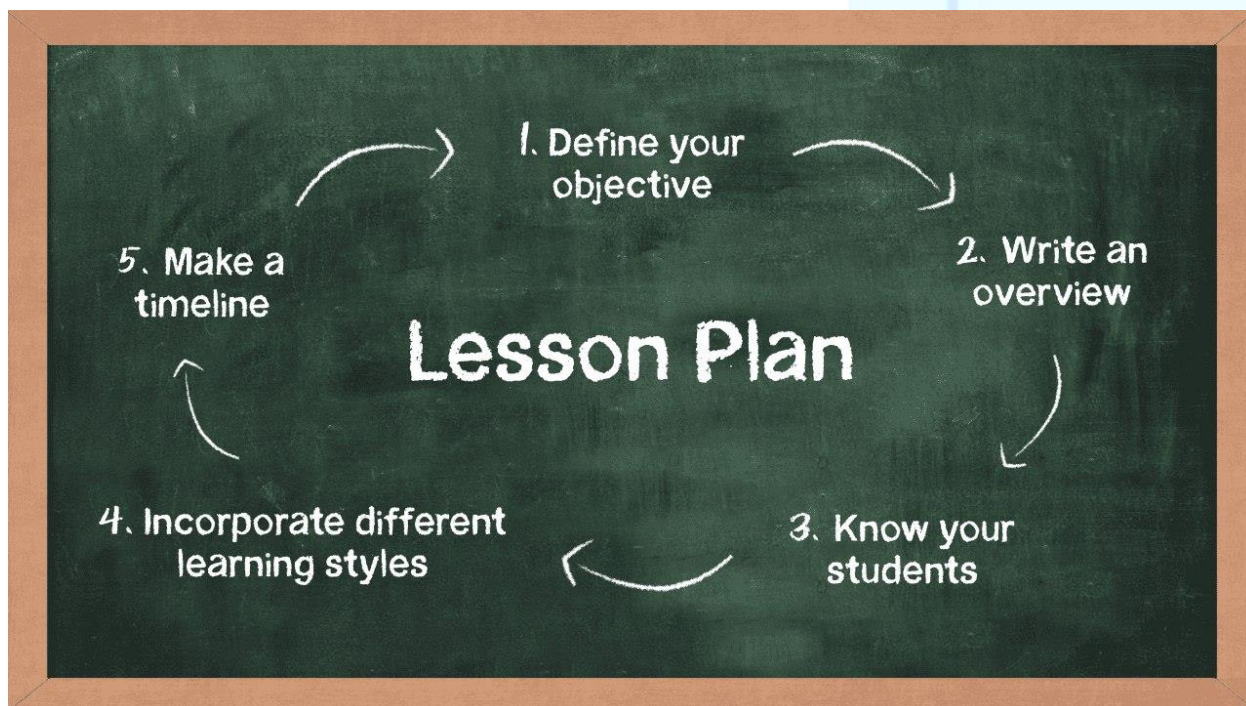 1. Define your
objective
2. Write an
overview
3. Know your
students
4. Incorporate different
learning styles
5. Make a
timeline
Lesson Plan